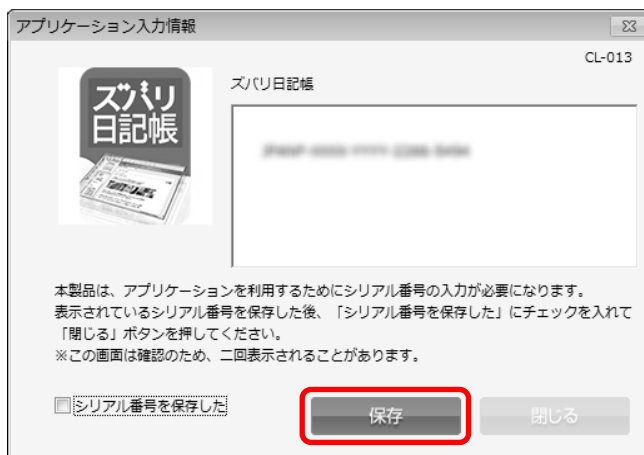 アプリケーション入力情報
CL-013
ズバリ
日記帳
ズバリ日記帳
本製品は、アプリケーションを利用するためにシリアル番号の入力が必要になります。
表示されているシリアル番号を保存した後、「シリアル番号を保存した」にチェックを入れて
「閉じる」ボタンを押してください。
※この画面は確認のため、二回表示されることがあります。
シリアル番号を保存した
保存
閉じる